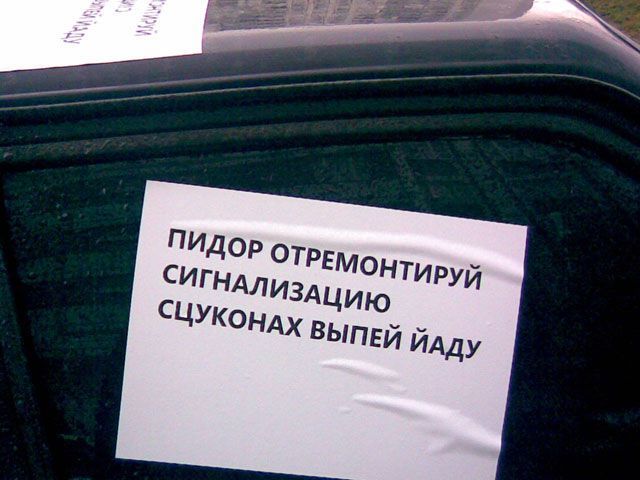 ПИДОР ОТРЕМОНТИРУЙ
СИГНАЛИЗАЦИЮ
СЦУКОНАХ ВЫПЕЙ ЙАДУ